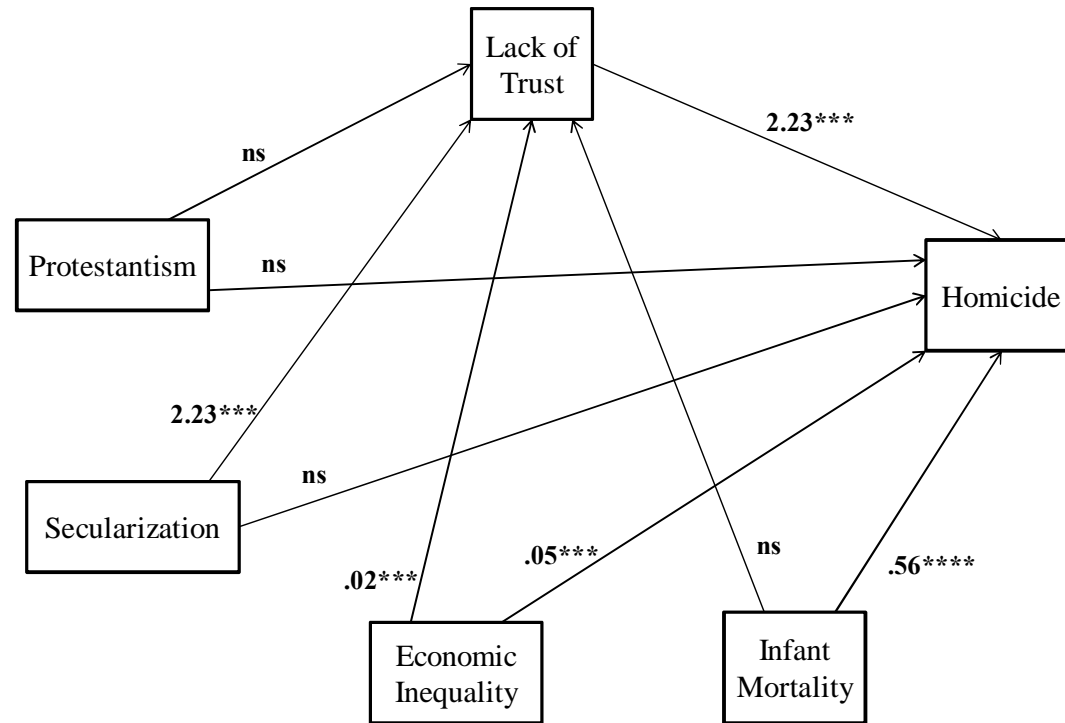 Lack of
Trust
2.23***
ns
Protestantism
ns
Homicide
2.23***
ns
Secularization
.02***
.05***
ns
.56****
Economic
Inequality
Infant
Mortality